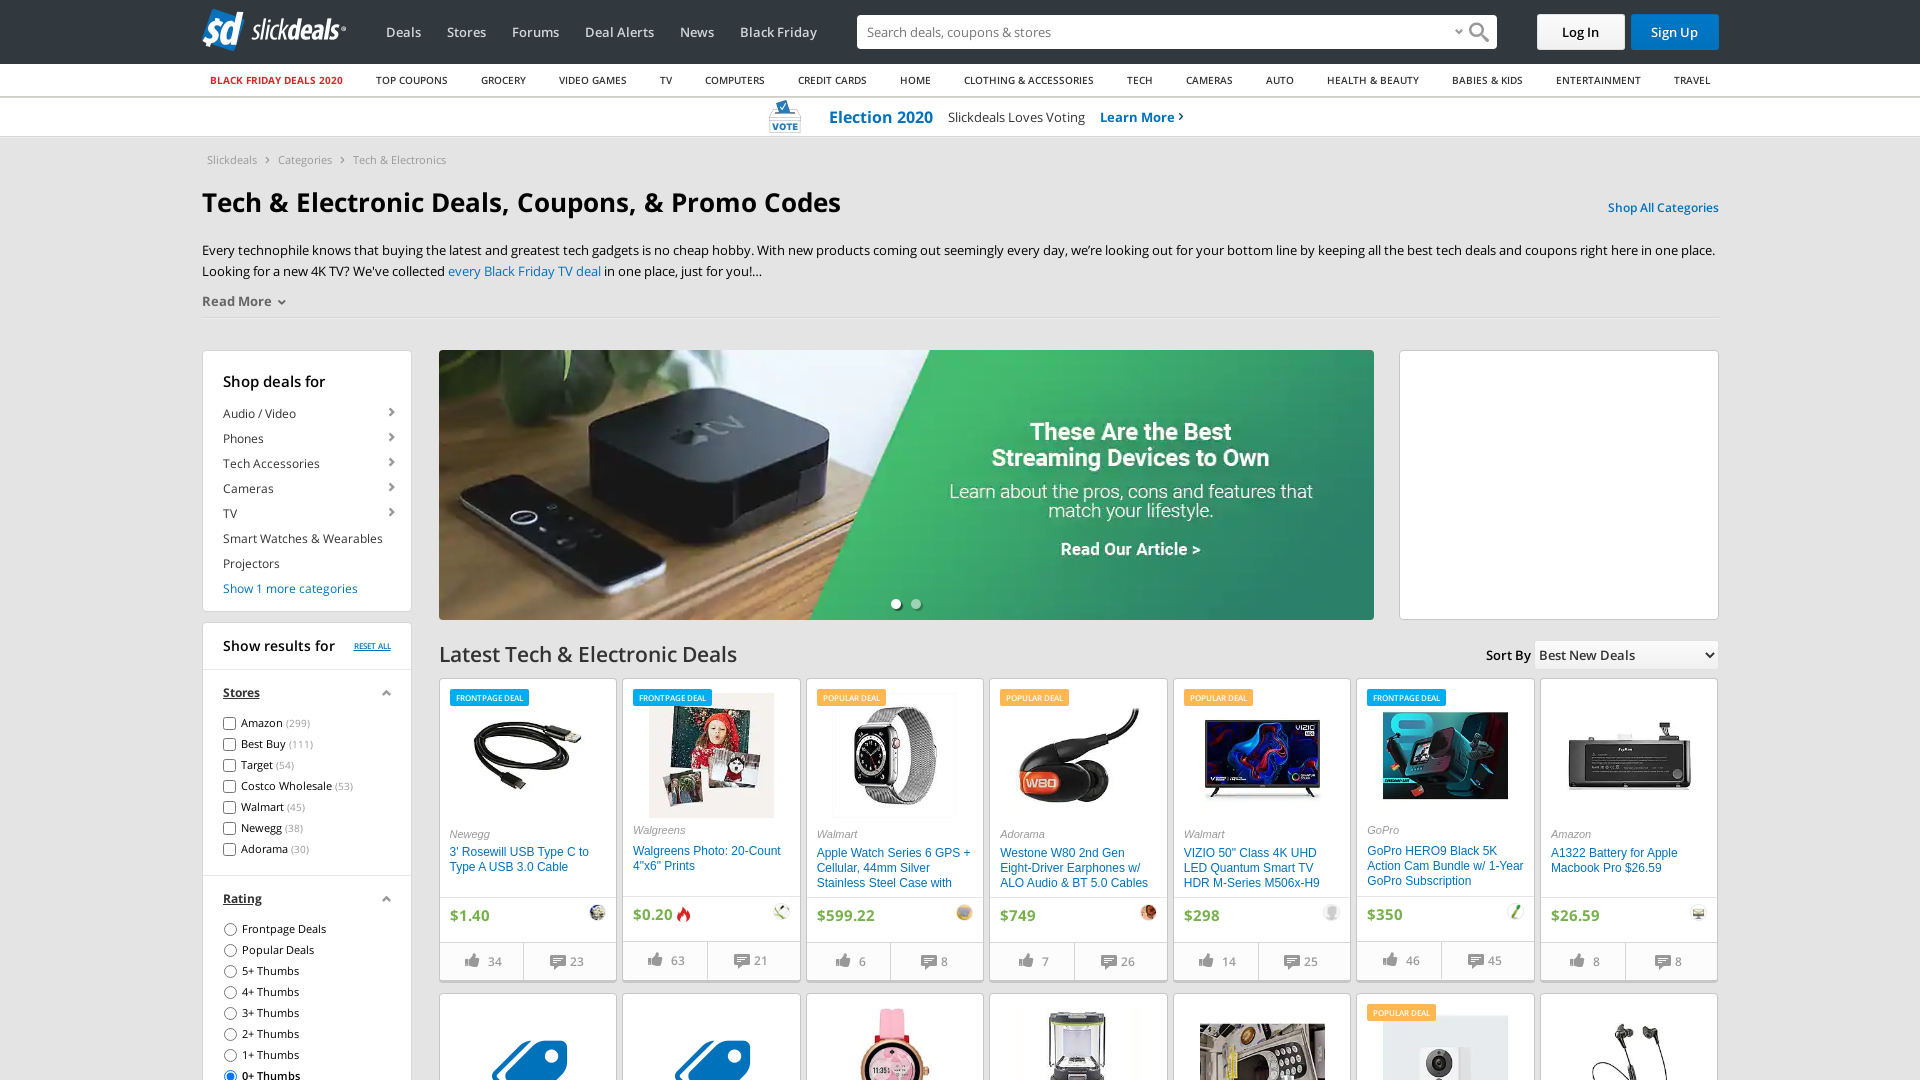 sd slickdeals
Deals
Stores
Forums
Deal Alerts
News
Black Friday
Search deals, coupons & stores
Log In
Sign Up
BLACK FRIDAY DEALS 2020
TOP COUPONS
GROCERY
VIDEO GAMES
TV
COMPUTERS
CREDIT CARDS
HOME
CLOTHING & ACCESSORIES
TECH
CAMERAS
AUTO
HEALTH & BEAUTY
BABIES & KIDS
ENTERTAINMENT
TRAVEL
VOTE
Election 2020 Slickdeals Loves Voting Learn More
Slickdeals > Categories > Tech & Electronics
Tech & Electronic Deals, Coupons, & Promo Codes
Shop All Categories
Every technophile knows that buying the latest and greatest tech gadgets is no cheap hobby. With new products coming out seemingly every day, we’re looking out for your bottom line by keeping all the best tech deals and coupons right here in one place.
Looking for a new 4K TV? We've collected every Black Friday TV deal in one place, just for you!...
Read More
Shop deals for
Audio / Video
Phones
Tech Accessories
Cameras
TV
Smart Watches & Wearables
Projectors
Show 1 more categories
Show results for
RESET ALL
Stores
Amazon (299)
Best Buy (111)
Target (54)
Costco Wholesale (53)
Walmart (45)
Newegg (38)
Adorama (30)
Rating
Frontpage Deals
Popular Deals
5+ Thumbs
4+ Thumbs
3+ Thumbs
2+ Thumbs
1+ Thumbs
0+ Thumbs
tv
These Are the Best
Streaming Devices to Own
Learn about the pros, cons and features that
match your lifestyle.
Read Our Article >
Latest Tech & Electronic Deals
Sort By
Best New Deals
FRONTPAGE DEAL
Newegg
3' Rosewill USB Type C to
Type A USB 3.0 Cable
$1.40
34
23
FRONTPAGE DEAL
Walgreens
Walgreens Photo: 20-Count
4"x6" Prints
$0.20
63
21
POPULAR DEAL
Walmart
Apple Watch Series 6 GPS +
Cellular, 44mm Silver
Stainless Steel Case with
$599.22
6
8
POPULAR DEAL
W80
Adorama
Westone W80 2nd Gen
Eight-Driver Earphones w/
ALO Audio & BT 5.0 Cables
$749
7
26
POPULAR DEAL
VIZIO
Walmart
VIZIO 50" Class 4K UHD
LED Quantum Smart TV
HDR M-Series M506x-H9
$298
14
25
FRONTPAGE DEAL
GoPro
GoPro HERO9 Black 5K
Action Cam Bundle w/ 1-Year
GoPro Subscription
$350
46
45
Amazon
A1322 Battery for Apple
Macbook Pro $26.59
$26.59
8
8
11:35
POPULAR DEAL